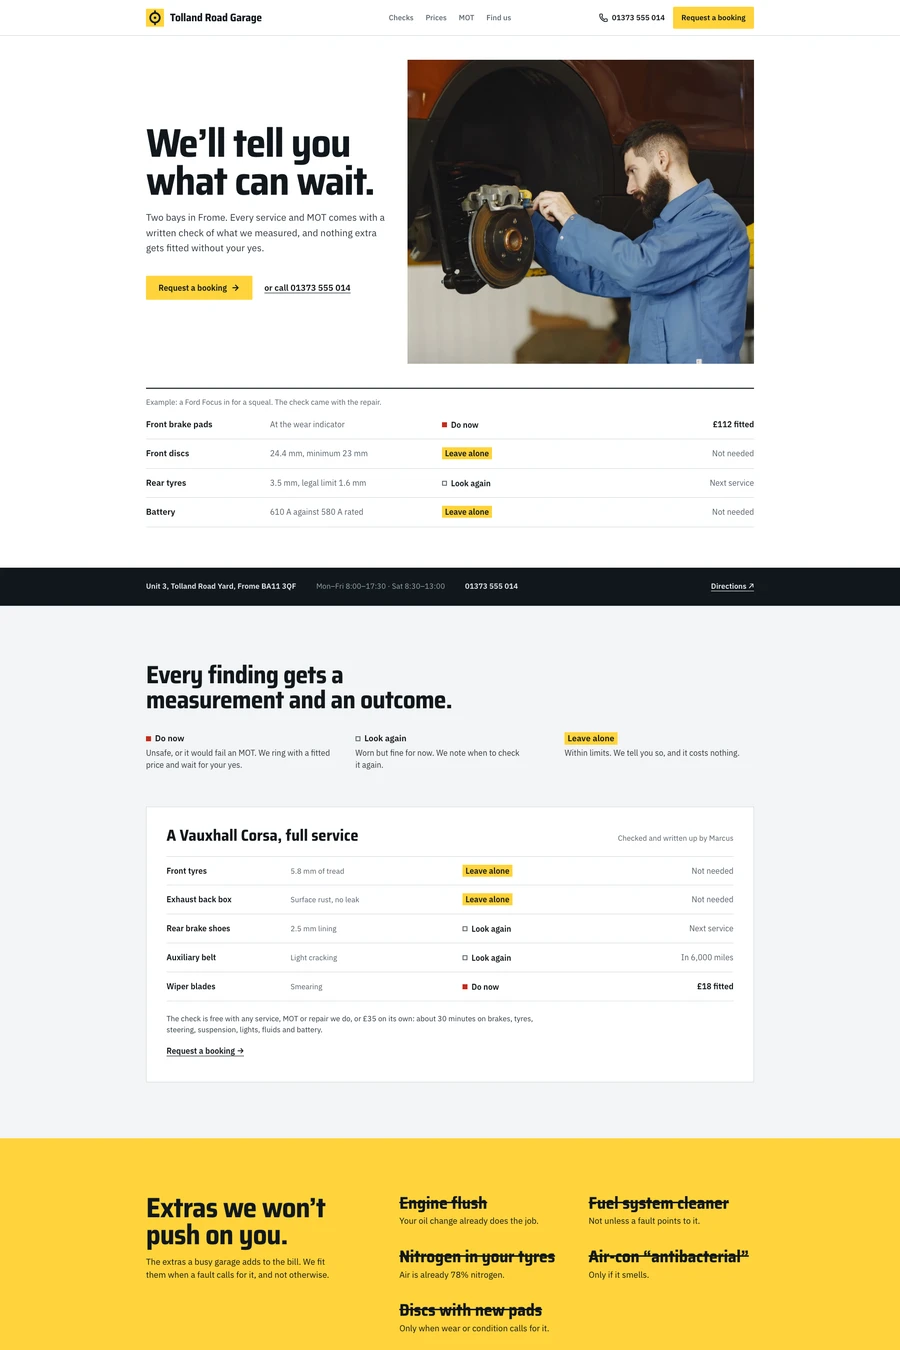 Tolland Road Garage
Checks Prices MOT Find us
01373 555 014
Request a booking
We’ll tell you
what can wait.
Two bays in Frome. Every service and MOT comes with a
written check of what we measured, and nothing extra
gets fitted without your yes.
Request a booking →
or call 01373 555 014
Example: a Ford Focus in for a squeal. The check came with the repair.
Front brake pads At the wear indicator Do now £112 fitted
Front discs 24.4 mm, minimum 23 mm Leave alone Not needed
Rear tyres 3.5 mm, legal limit 1.6 mm Look again Next service
Battery 610 A against 580 A rated Leave alone Not needed
Unit 3, Tolland Road Yard, Frome BA11 3QF Mon–Fri 8:00–17:30 · Sat 8:30–13:00 01373 555 014 Directions ↗
Every finding gets a
measurement and an outcome.
Do now
Unsafe, or it would fail an MOT. We ring with a fitted
price and wait for your yes.
Look again
Worn but fine for now. We note when to check
it again.
Leave alone
Within limits. We tell you so, and it costs nothing.
A Vauxhall Corsa, full service
Checked and written up by Marcus
Front tyres 5.8 mm of tread Leave alone Not needed
Exhaust back box Surface rust, no leak Leave alone Not needed
Rear brake shoes 2.5 mm lining Look again Next service
Auxiliary belt Light cracking Look again In 6,000 miles
Wiper blades Smearing Do now £18 fitted
The check is free with any service, MOT or repair we do, or £35 on its own: about 30 minutes on brakes, tyres,
steering, suspension, lights, fluids and battery.
Request a booking →
Extras we won’t
push on you.
The extras a busy garage adds to the bill. We fit
them when a fault calls for it, and not otherwise.
Engine flush
Your oil change already does the job.
Fuel system cleaner
Not unless a fault points to it.
Nitrogen in your tyres
Air is already 78% nitrogen.
Air-con “antibacterial”
Only if it smells.
Discs with new pads
Only when wear or condition calls for it.